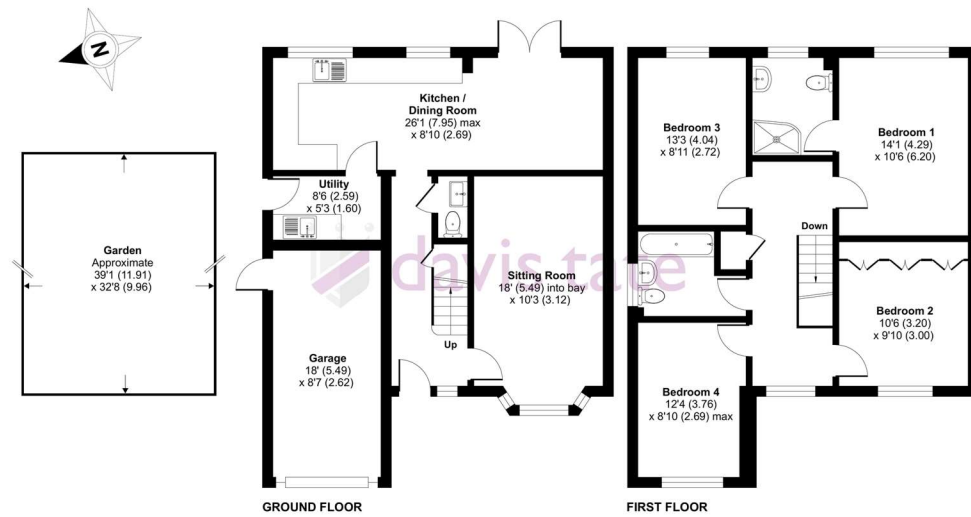 N
Garden
Approximate
39'1 (11.91)
x 32'8 (9.96)
Kitchen /
Dining Room
26'1 (7.95) max
x 8'10 (2.69)
Utility
8'6 (2.59)
x 5'3 (1.60)
Sitting Room
18' (5.49) into bay
x 10'3 (3.12)
Up
Garage
18' (5.49)
x 8'7 (2.62)
GROUND FLOOR
Bedroom 3
13'3 (4.04)
x 8'11 (2.72)
Bedroom 1
14'1 (4.29)
x 10'6 (6.20)
Down
Bedroom 2
10'6 (3.20)
x 9'10 (3.00)
Bedroom 4
12'4 (3.76)
x 8'10 (2.69) max
FIRST FLOOR
davis tate